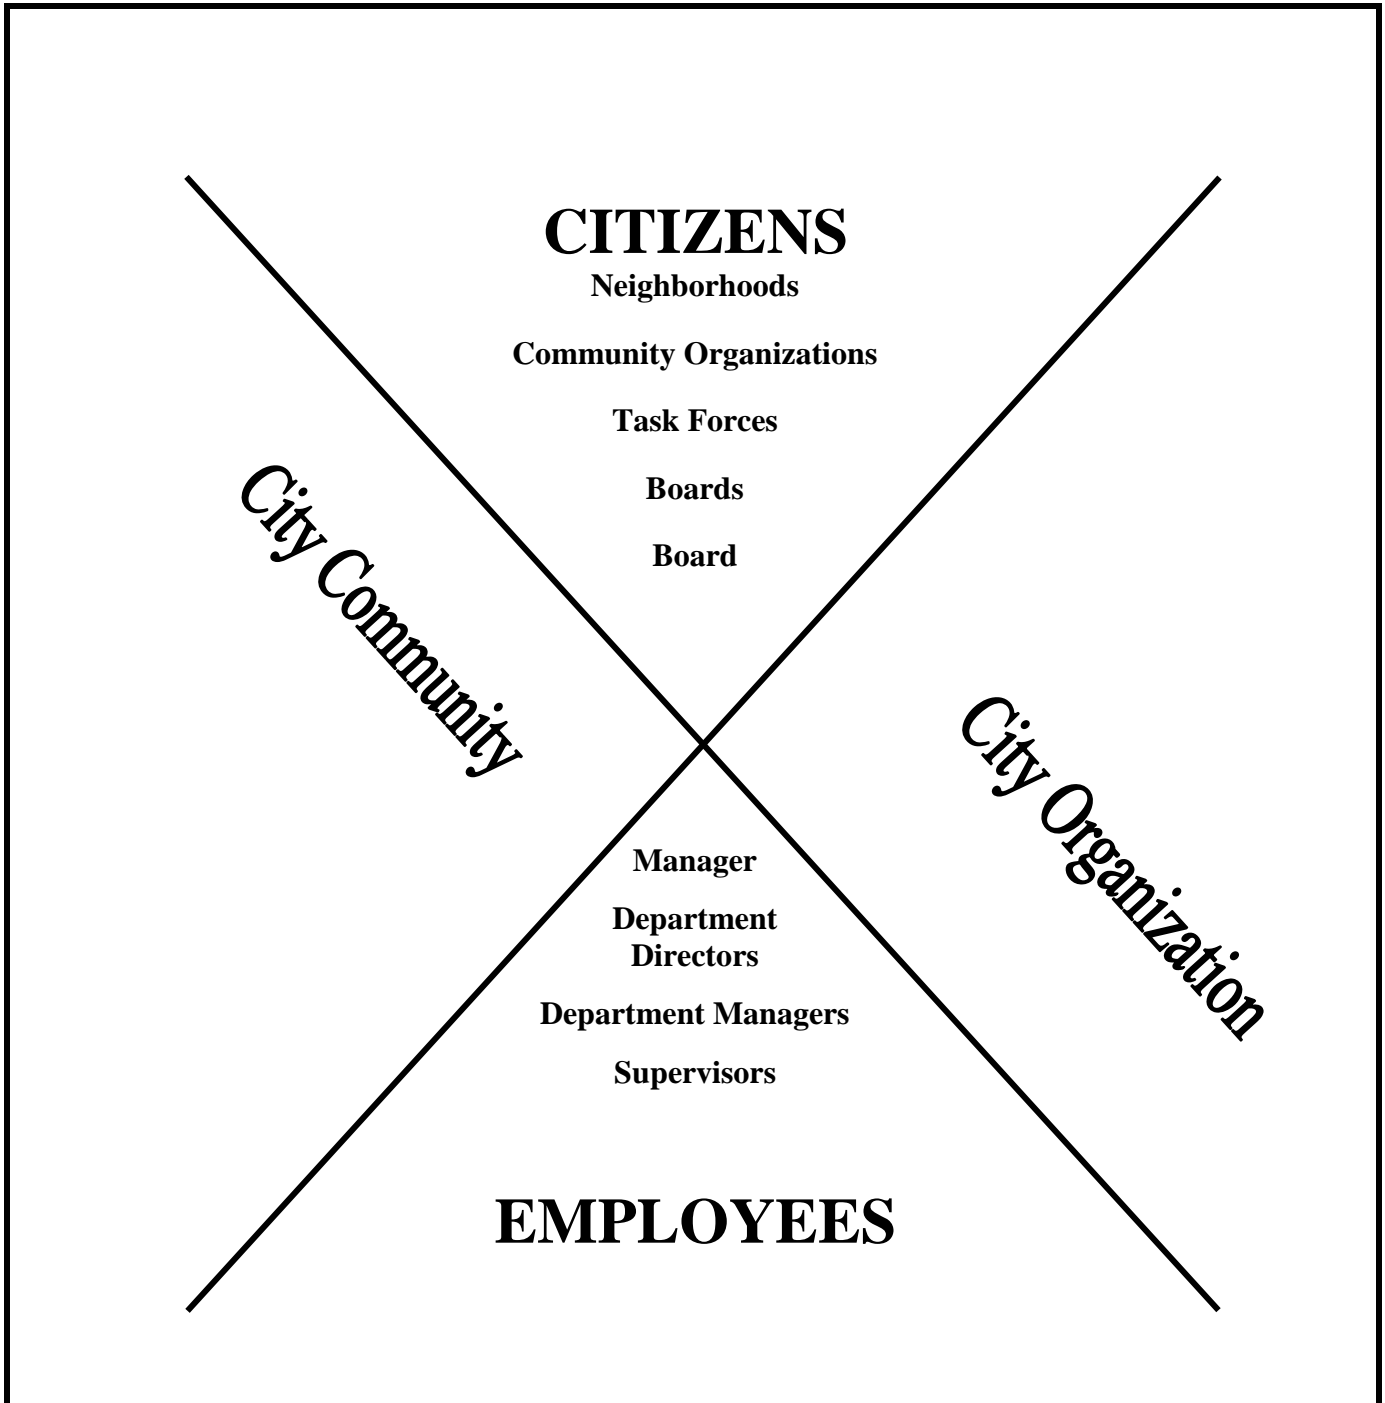 CITIZENS
Neighborhoods
Community Organizations
Task Forces
Boards
Board
City Community
City Organization
Manager
Department
Directors
Department Managers
Supervisors
EMPLOYEES